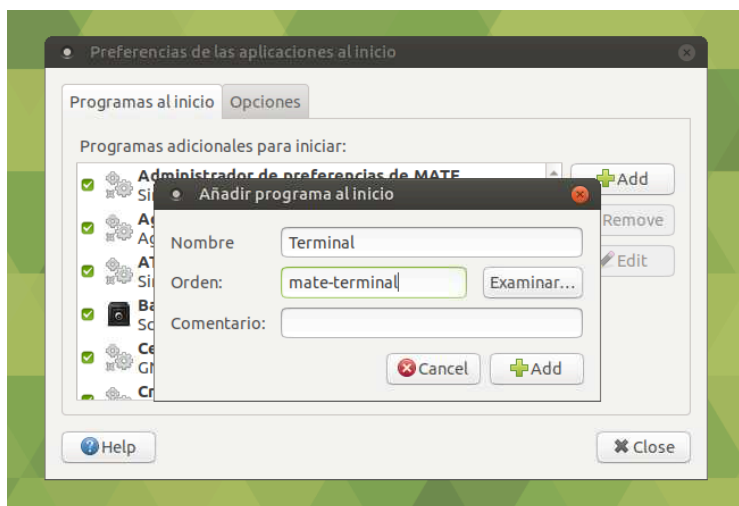 Preferencias de las aplicaciones al inicio
Programas al inicio Opciones
Programas adicionales para iniciar:
Administrador de preferencias de MATE
Add
Añadir programa al inicio
Remove
Nombre Terminal
Edit
Orden: mate-terminal Examinar...
Comentario:
Cancel Add
Help Close